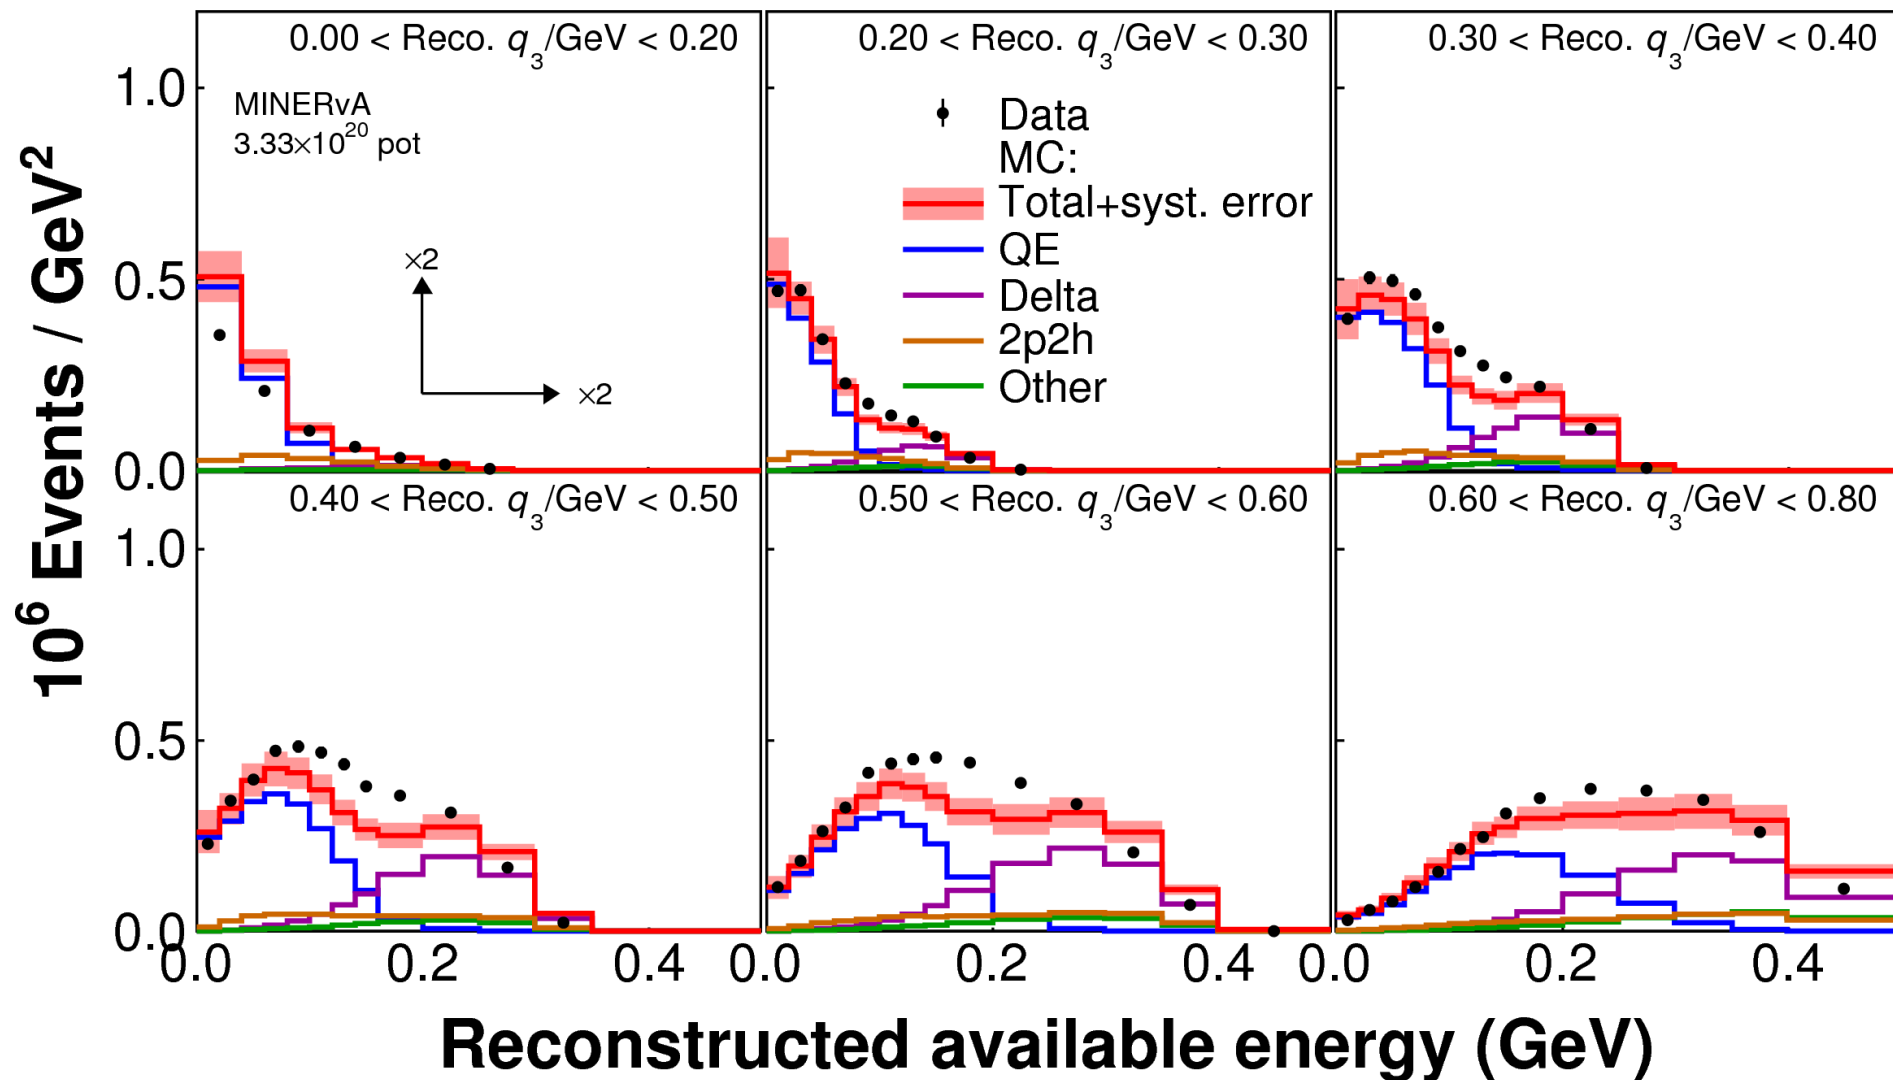 0.00 < Reco. q3/GeV < 0.20
0.20 < Reco. q3/GeV < 0.30
0.30 < Reco. q3/GeV < 0.40
1.0
MINERvA
3.33×10^20 pot
Data
MC:
Total+syst. error
QE
Delta
2p2h
Other
×2
×2
0.5
0.0
0.40 < Reco. q3/GeV < 0.50
0.50 < Reco. q3/GeV < 0.60
0.60 < Reco. q3/GeV < 0.80
1.0
0.5
0.0
10^6 Events / GeV^2
0.0 0.2 0.4 0.0 0.2 0.4 0.0 0.2 0.4
Reconstructed available energy (GeV)